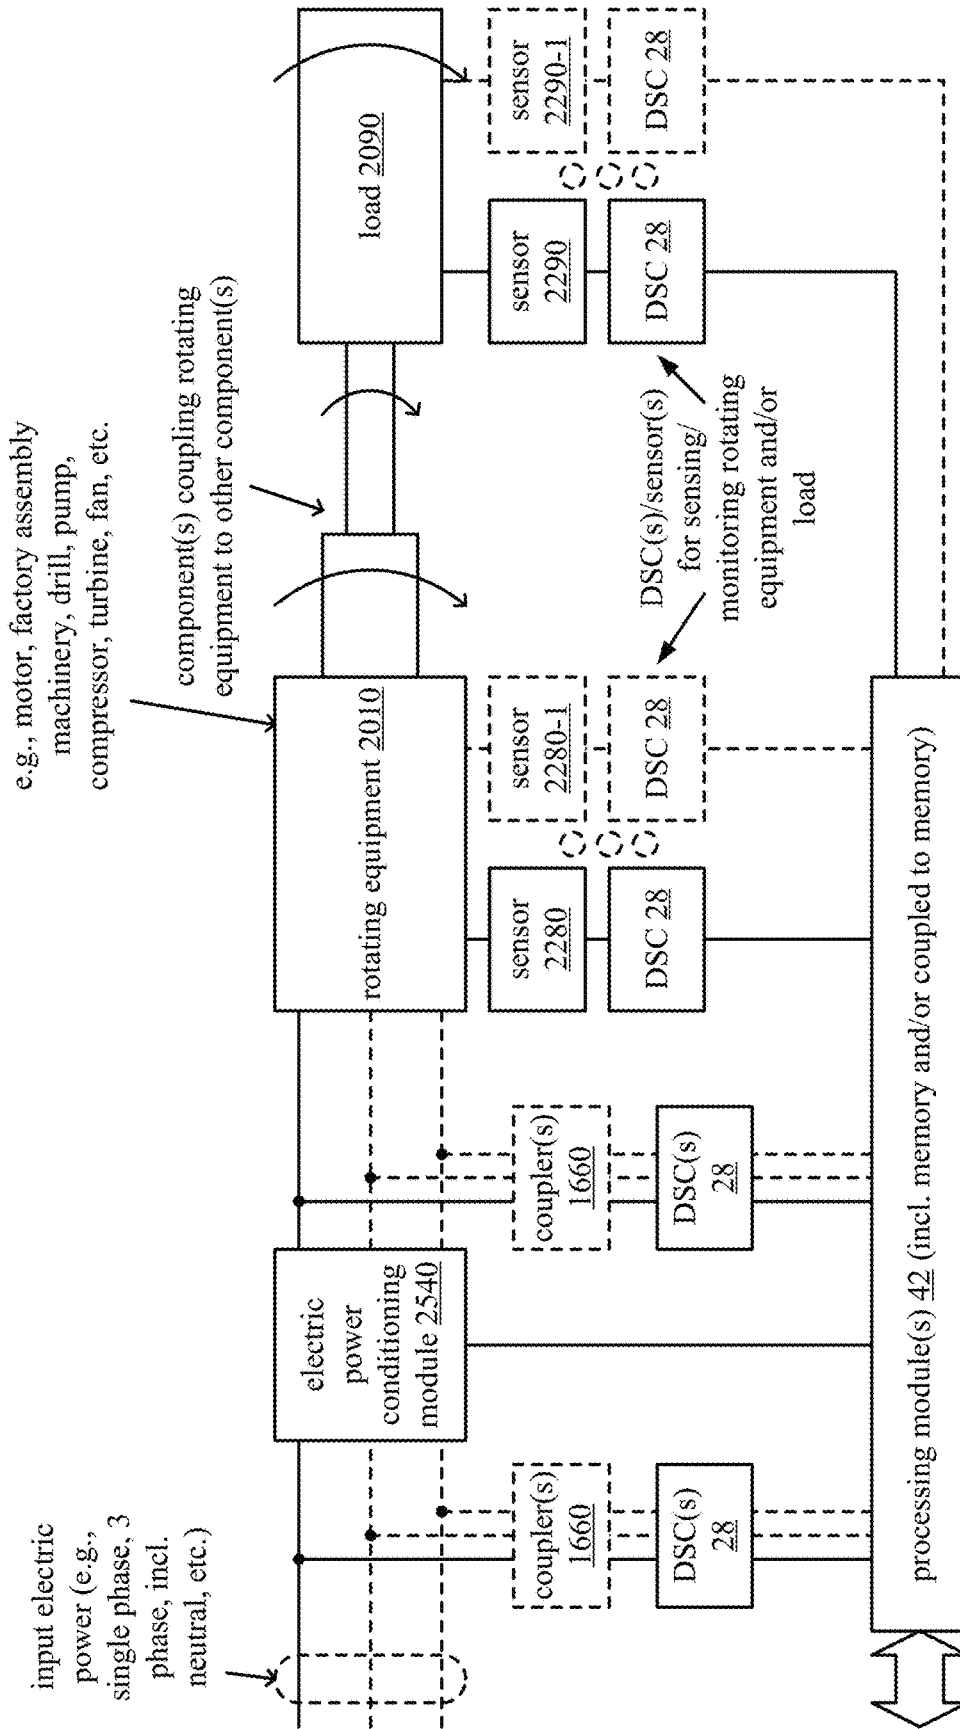 input electric
power (e.g.,
single phase, 3
phase, incl.
neutral, etc.)
e.g., motor, factory assembly
machinery, drill, pump,
compressor, turbine, fan, etc.
component(s) coupling rotating
equipment to other component(s)
electric
power
conditioning
module 2540
rotating equipment 2010
load 2090
coupler(s)
1660
DSC(s)
28
coupler(s)
1660
DSC(s)
28
sensor
2280
DSC 28
sensor
2280-1
DSC 28
DSC(s)/sensor(s)
for sensing/
monitoring rotating
equipment and/or
load
sensor
2290
DSC 28
sensor
2290-1
DSC 28
processing module(s) 42 (incl. memory and/or coupled to memory)